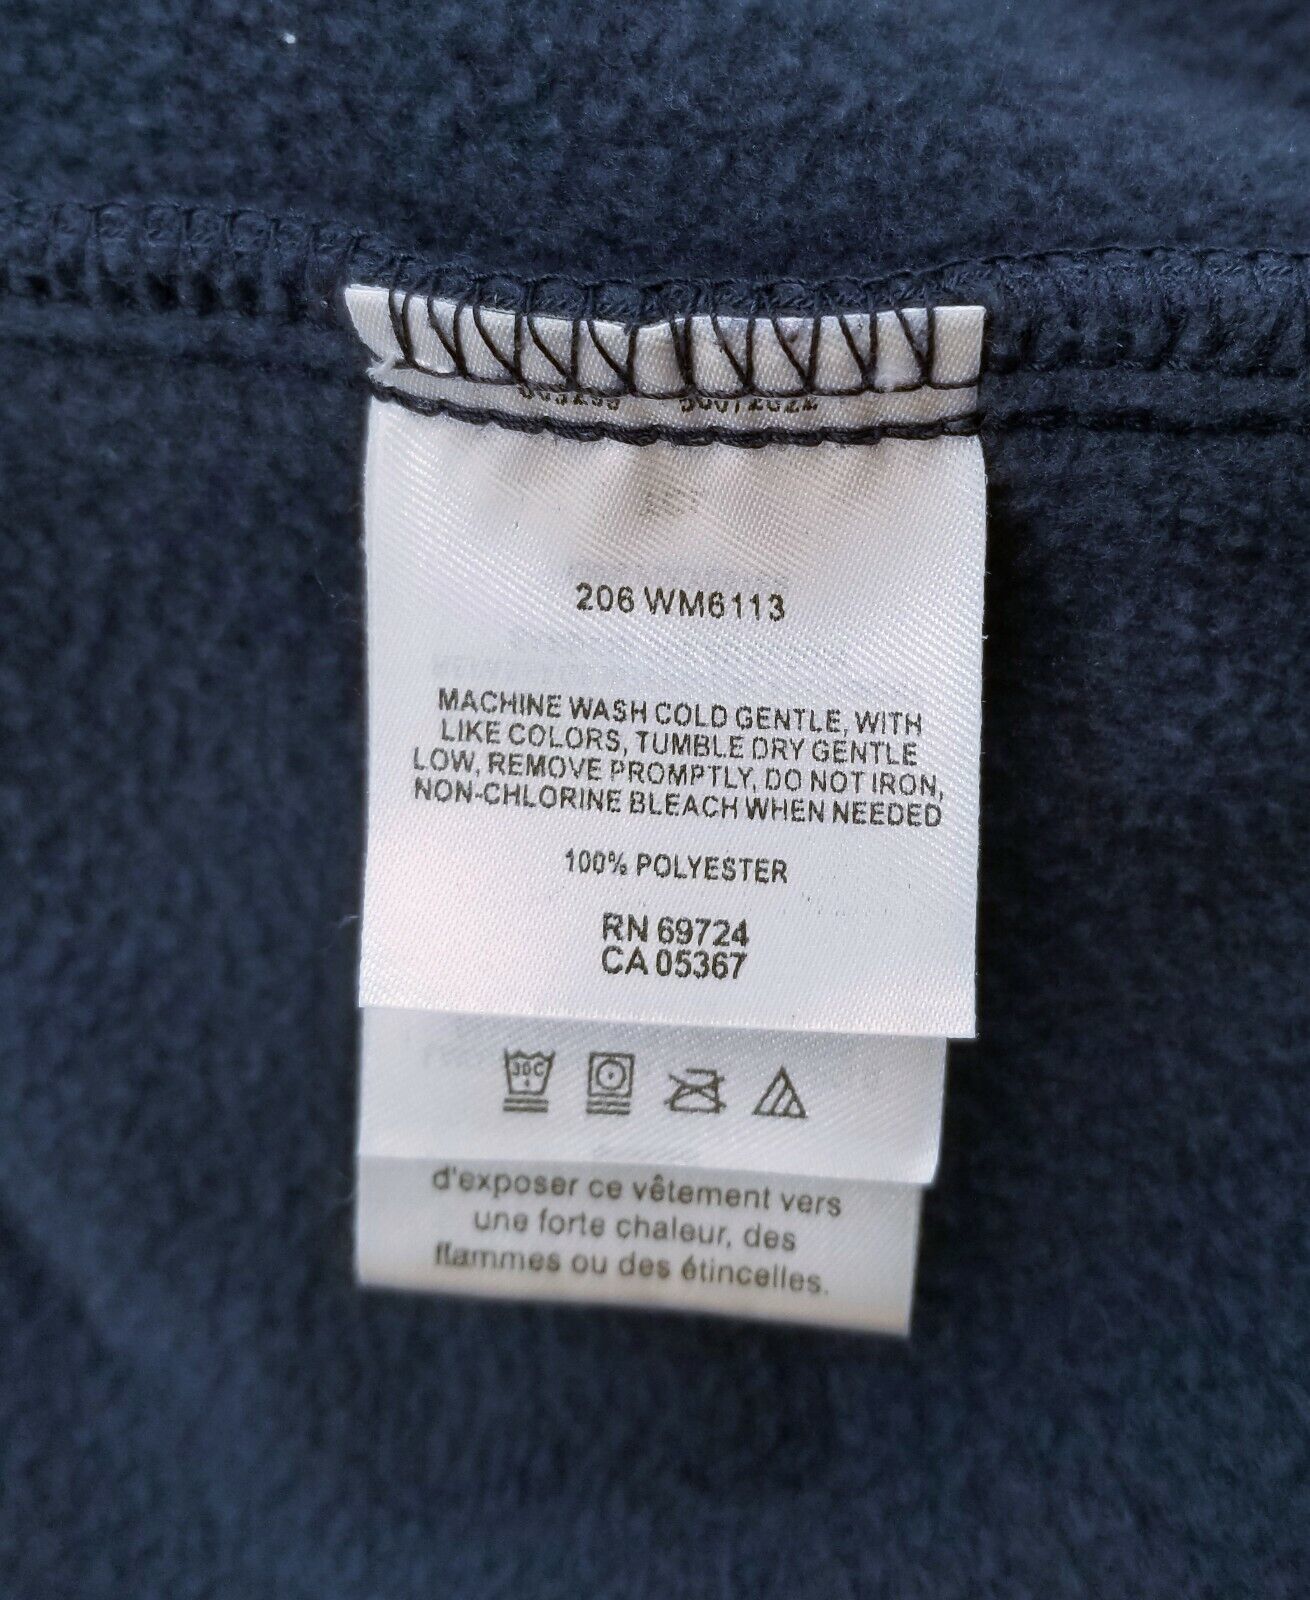 206 WM6113
MACHINE WASH COLD GENTLE, WITH
LIKE COLORS, TUMBLE DRY GENTLE
LOW, REMOVE PROMPTLY, DO NOT IRON,
NON-CHLORINE BLEACH WHEN NEEDED
100% POLYESTER
RN 69724
CA 05367
30C
d'exposer ce vêtement vers
une forte chaleur, des
flammes ou des étincelles.